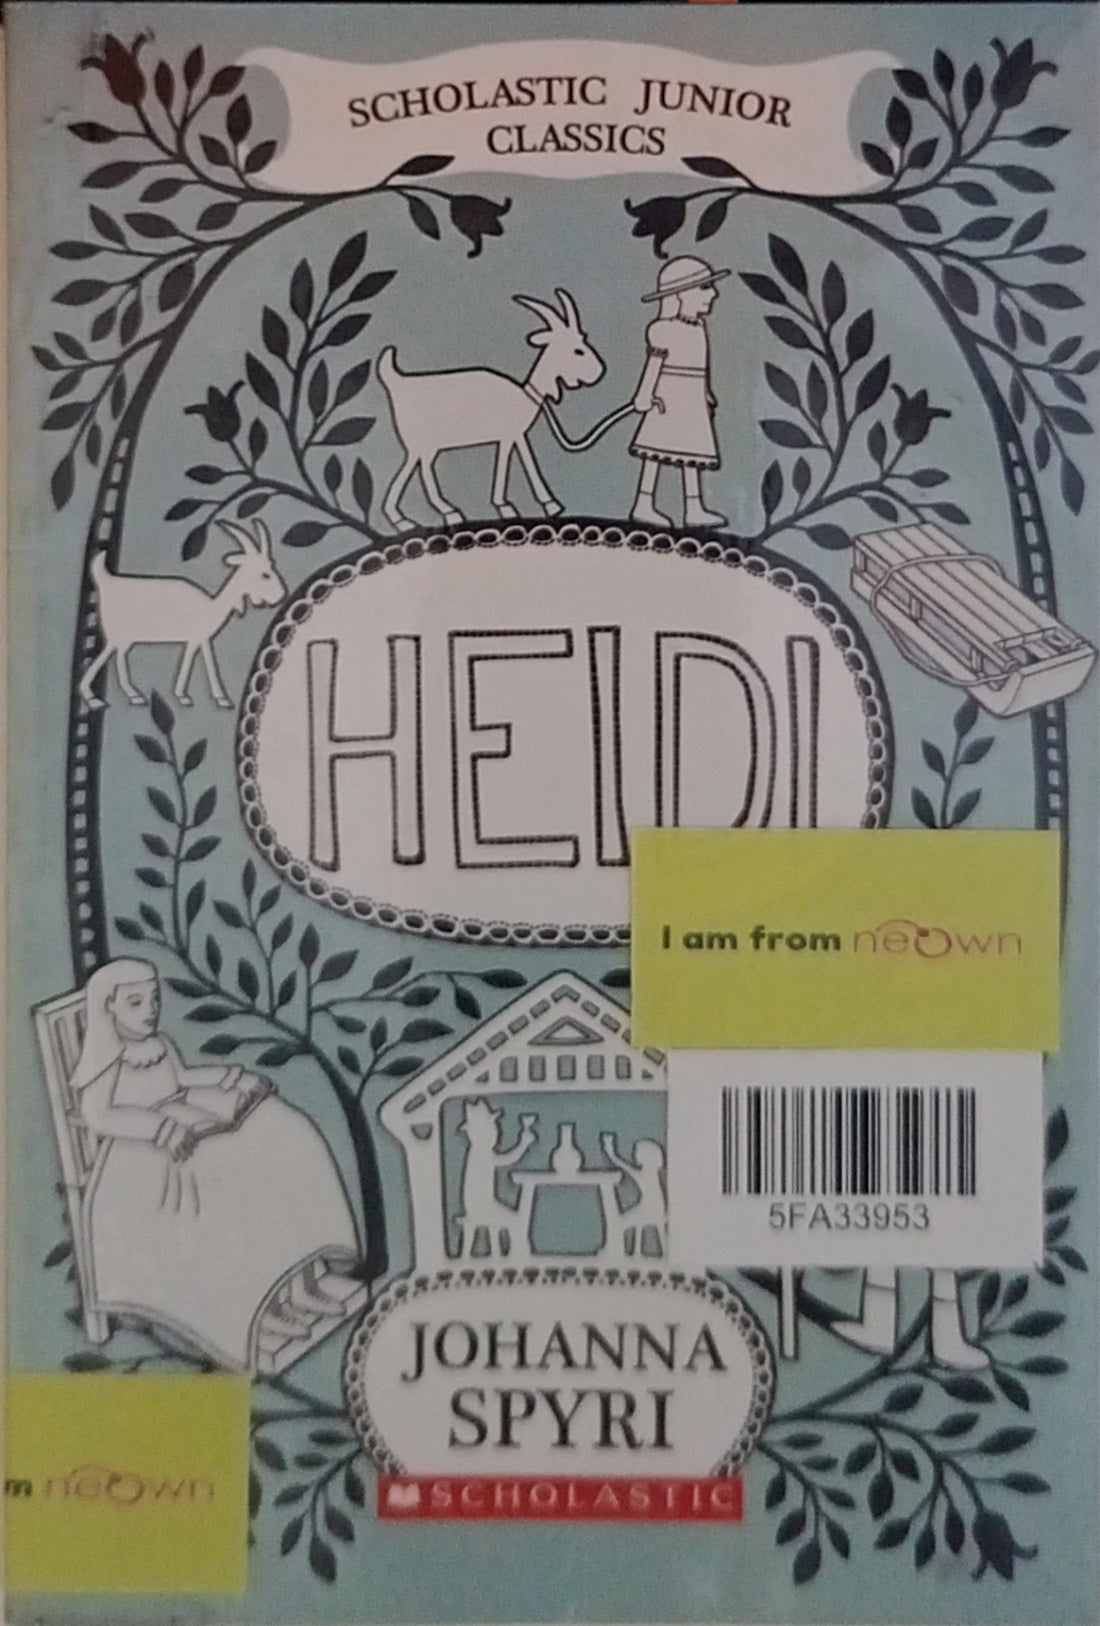 SCHOLASTIC JUNIOR
CLASSICS
HEIDI
I am from neOwn
5FA33953
JOHANNA
SPYRI
m neOwn
SCHOLASTIC